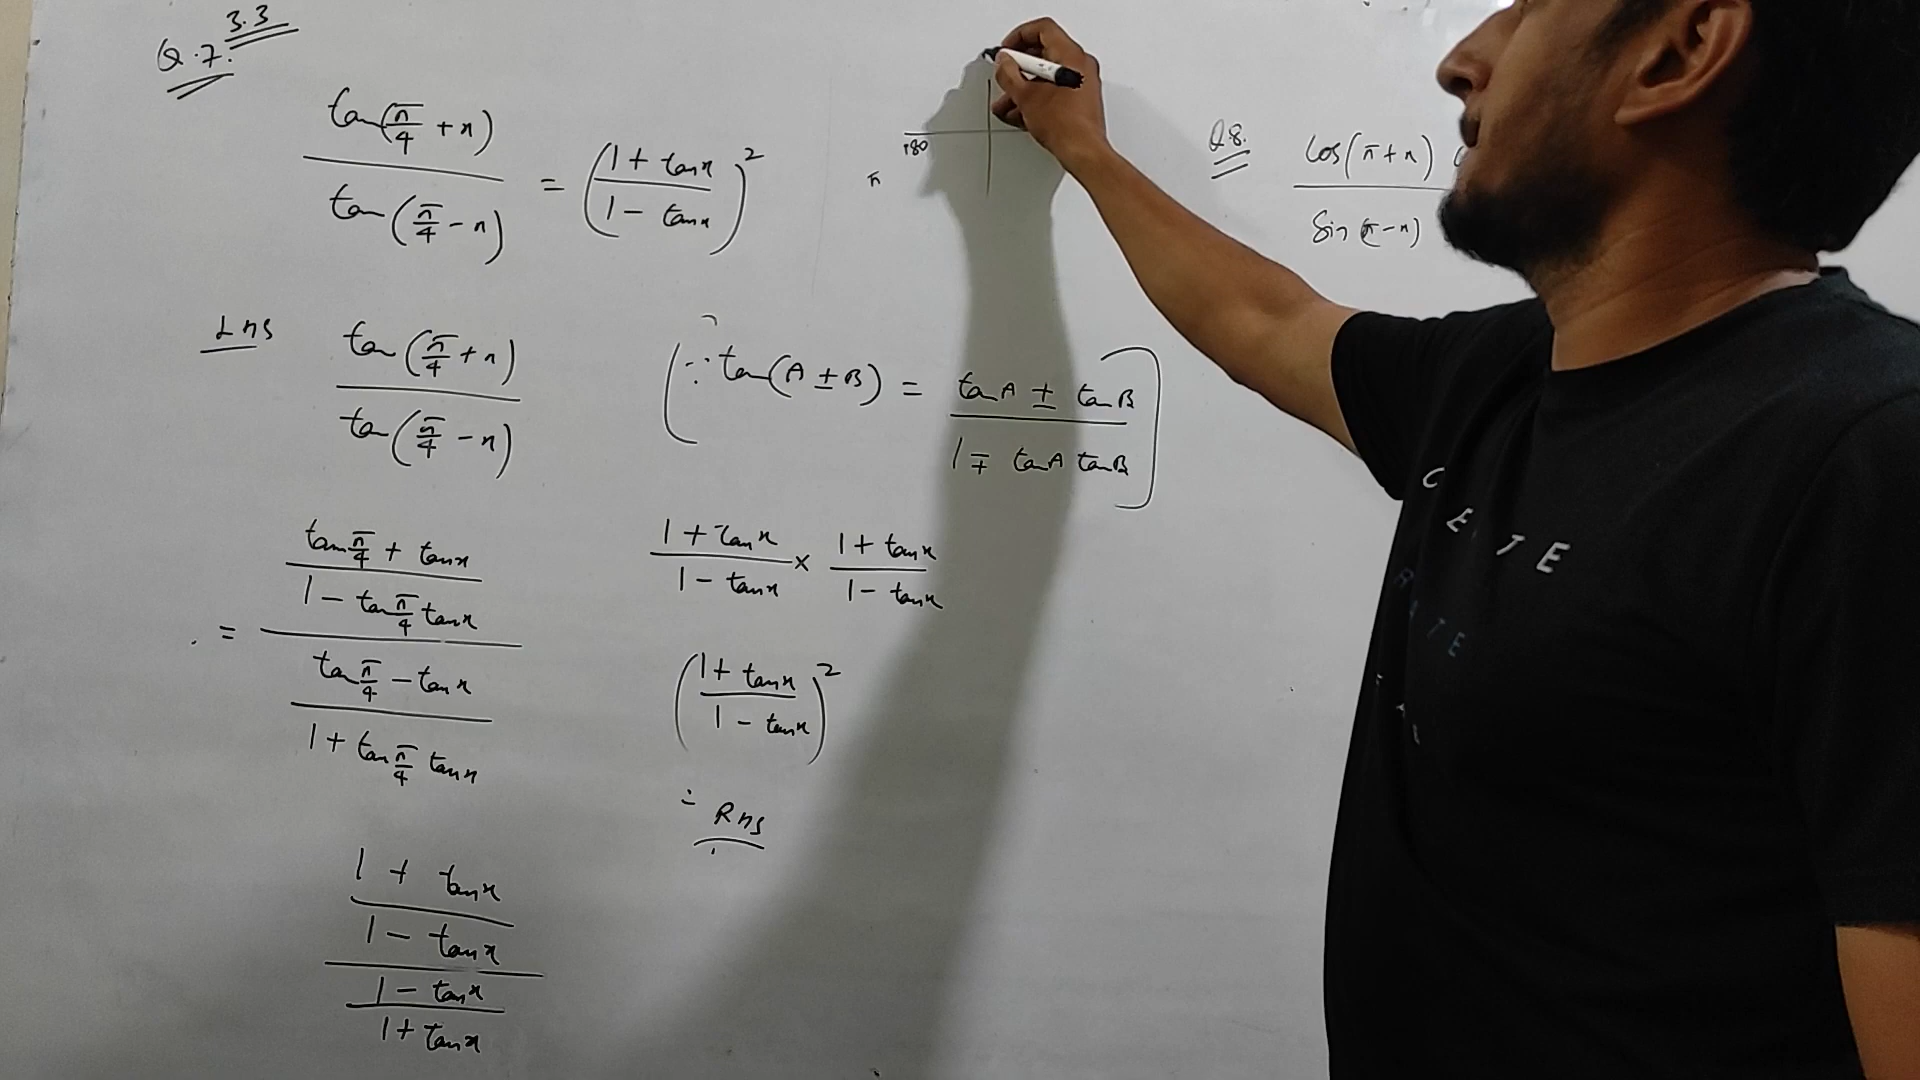 3.3
Q.7.
tan(π/4 + x) / tan(π/4 - x) = ((1 + tanx) / (1 - tanx))²
180
π
Q8.
cos(π+x)
Sin(π-x)
LHS
tan(π/4 + x) / tan(π/4 - x)
[∵ tan(A ± B) = (tanA ± tanB) / (1 ∓ tanA tanB)]
= ((tan π/4 + tanx) / (1 - tan π/4 tanx)) / ((tan π/4 - tanx) / (1 + tan π/4 tanx))
((1 + tanx) / (1 - tanx)) / ((1 - tanx) / (1 + tanx))
(1 + tanx) / (1 - tanx) × (1 + tanx) / (1 - tanx)
((1 + tanx) / (1 - tanx))²
= RHS
C E E T E
R A T E